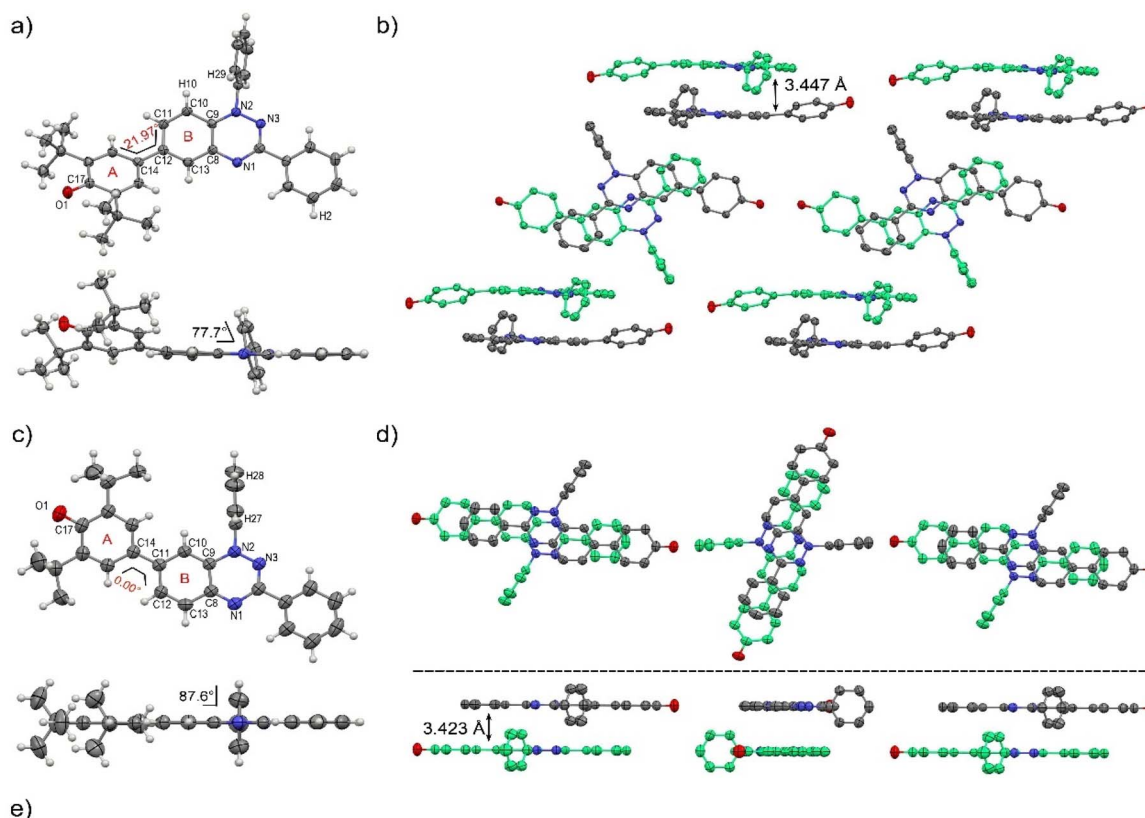 a)
H10
H29
C11
C10
N2
21.97°
C9
N3
B
A
C12
C8
N1
C17
C14
C13
O1
H2
77.7°
b)
3.447 Å
c)
O1
H28
C17
H27
A
C14
C10
N2
C11
C9
N3
0.00°
B
C12
C8
C13
N1
87.6°
d)
3.423 Å
e)